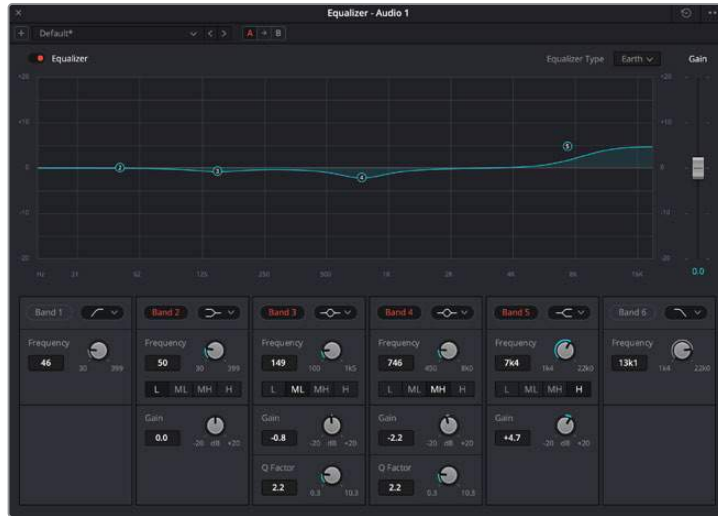 Equalizer - Audio 1
Default*
A B
Equalizer
Equalizer Type Earth Gain
+20 +20
+10 +10
0 0
-10 -10
-20 -20
Hz 31 62 125 250 500 1K 2K 4K 8K 16K 0.0
2 3 4 5
Band 1 Band 2 Band 3 Band 4 Band 5 Band 6
Frequency Frequency Frequency Frequency Frequency Frequency
46 30 399 50 30 399 149 100 1k5 746 450 8k0 7k4 1k4 22k0 13k1 1k4 22k0
L ML MH H L ML MH H L ML MH H L ML MH H
Gain Gain Gain Gain
0.0 -20 dB +20 -0.8 -20 dB +20 -2.2 -20 dB +20 +4.7 -20 dB +20
Q Factor Q Factor
2.2 0.3 10.3 2.2 0.3 10.3